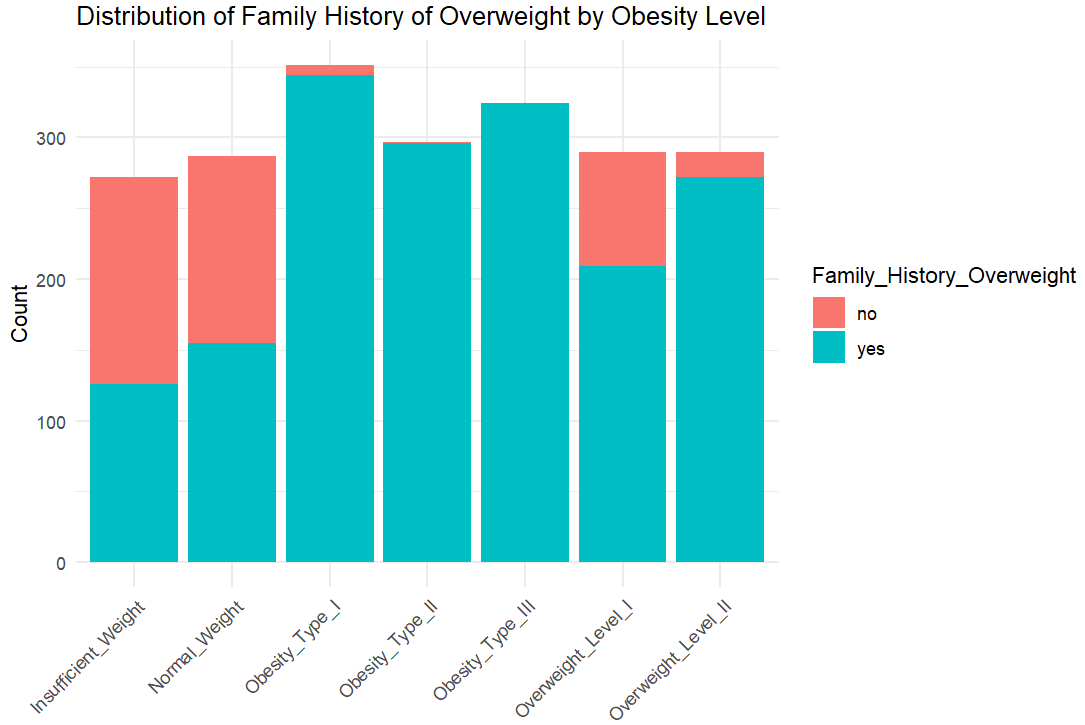 Distribution of Family History of Overweight by Obesity Level
Count
300
200
100
0
Insufficient_Weight
Normal_Weight
Obesity_Type_I
Obesity_Type_II
Obesity_Type_III
Overweight_Level_I
Overweight_Level_II
Family_History_Overweight
no
yes